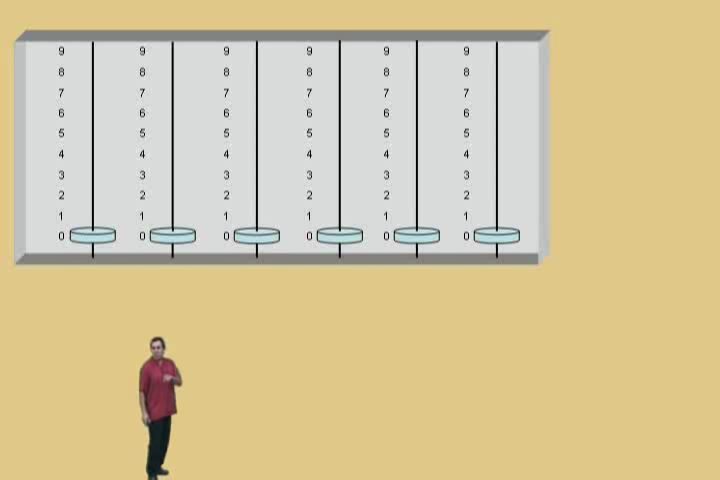 9 9 9 9 9 9
8 8 8 8 8 8
7 7 7 7 7 7
6 6 6 6 6 6
5 5 5 5 5 5
4 4 4 4 4 4
3 3 3 3 3 3
2 2 2 2 2 2
1 1 1 1 1 1
0 0 0 0 0 0